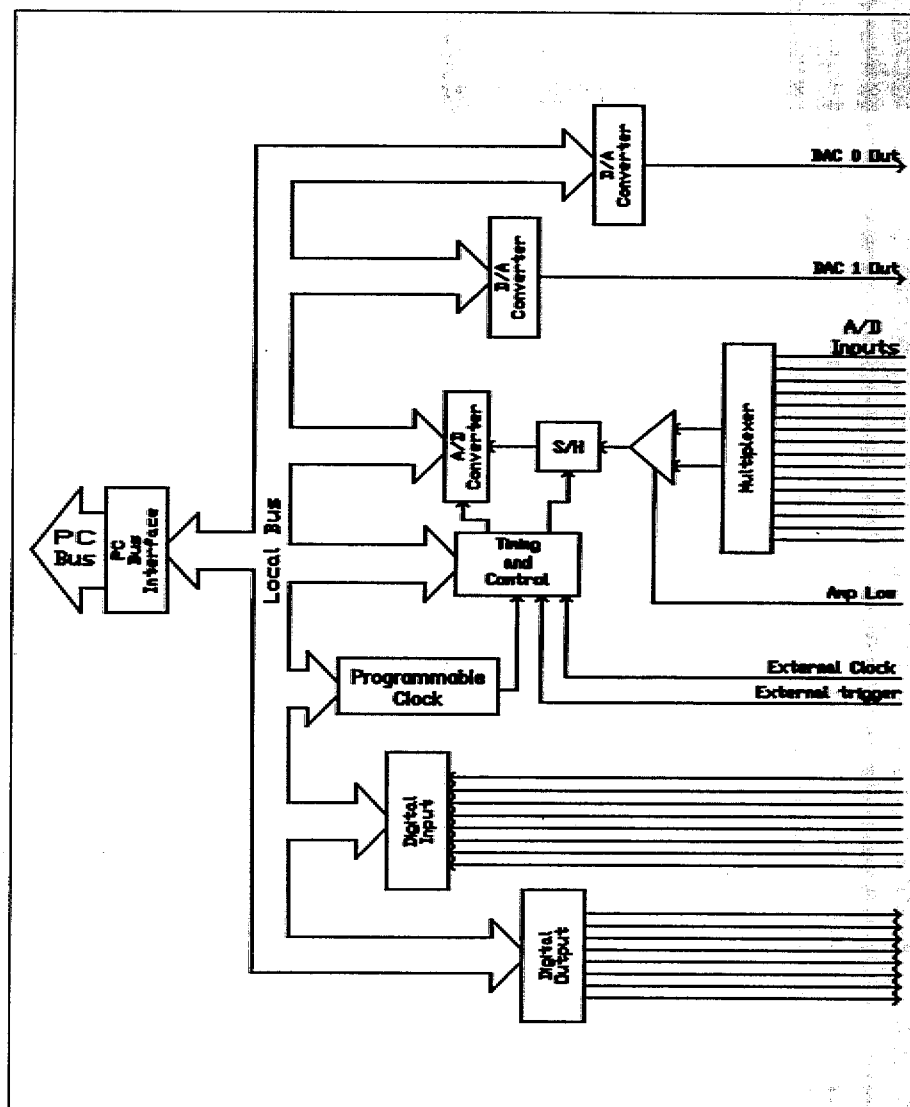 D/A
Converter
DAC 0 Out
D/A
Converter
DAC 1 Out
A/D
Inputs
A/D
Converter
S/H
Multiplexer
PC
Bus
PC
Bus
Interface
Local Bus
Timing
and
Control
Amp Low
External Clock
External trigger
Programmable
Clock
Digital
Input
Digital
Output